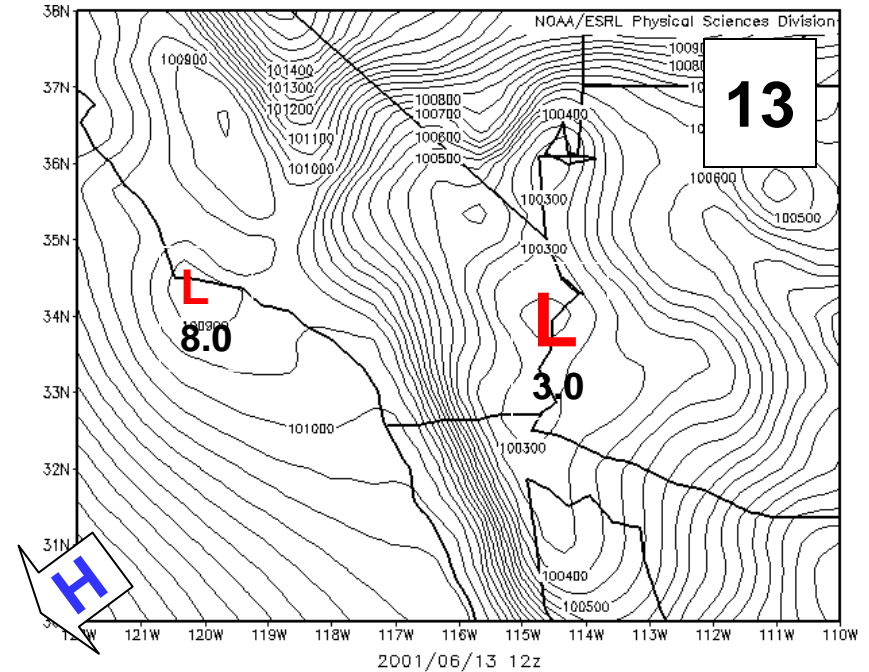 38N
NOAA/ESRL Physical Sciences Division
13
100900
101400
101300
101200
101100
101000
100800
100700
100600
100500
100400
100300
100300
100600
100500
37N
36N
35N
34N
33N
32N
31N
L
8.0
L
3.0
101000
100300
100400
100500
H
121W 120W 119W 118W 117W 116W 115W 114W 113W 112W 111W 110W
2001/06/13 12z